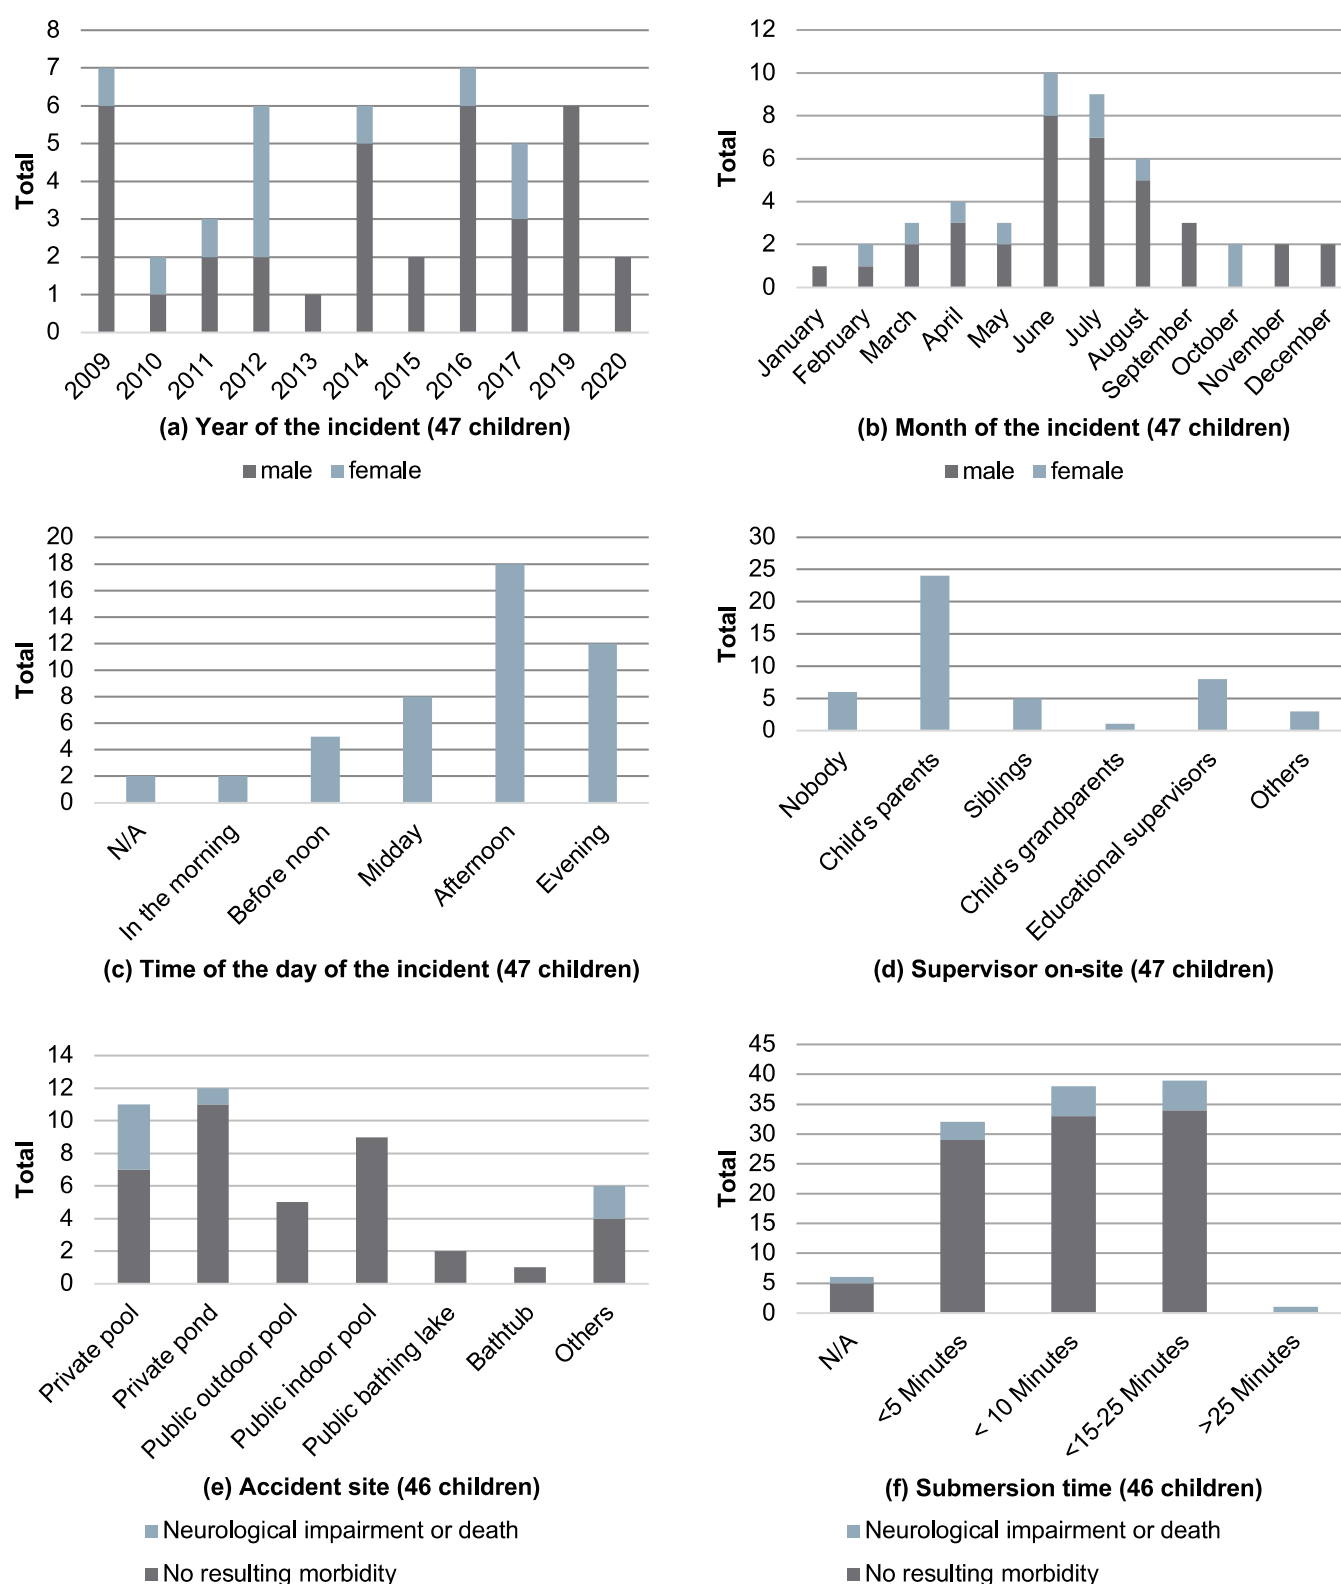 8
7
6
5
4
3
2
1
0
Total
2009
2010
2011
2012
2013
2014
2015
2016
2017
2019
2020
(a) Year of the incident (47 children)
male female
12
10
8
6
4
2
0
Total
January
February
March
April
May
June
July
August
September
October
November
December
(b) Month of the incident (47 children)
male female
20
18
16
14
12
10
8
6
4
2
0
Total
N/A
In the morning
Before noon
Midday
Afternoon
Evening
(c) Time of the day of the incident (47 children)
30
25
20
15
10
5
0
Total
Nobody
Child's parents
Siblings
Child's grandparents
Educational supervisors
Others
(d) Supervisor on-site (47 children)
14
12
10
8
6
4
2
0
Total
Private pool
Private pond
Public outdoor pool
Public indoor pool
Public bathing lake
Bathtub
Others
(e) Accident site (46 children)
Neurological impairment or death
No resulting morbidity
45
40
35
30
25
20
15
10
5
0
Total
N/A
<5 Minutes
< 10 Minutes
<15-25 Minutes
>25 Minutes
(f) Submersion time (46 children)
Neurological impairment or death
No resulting morbidity